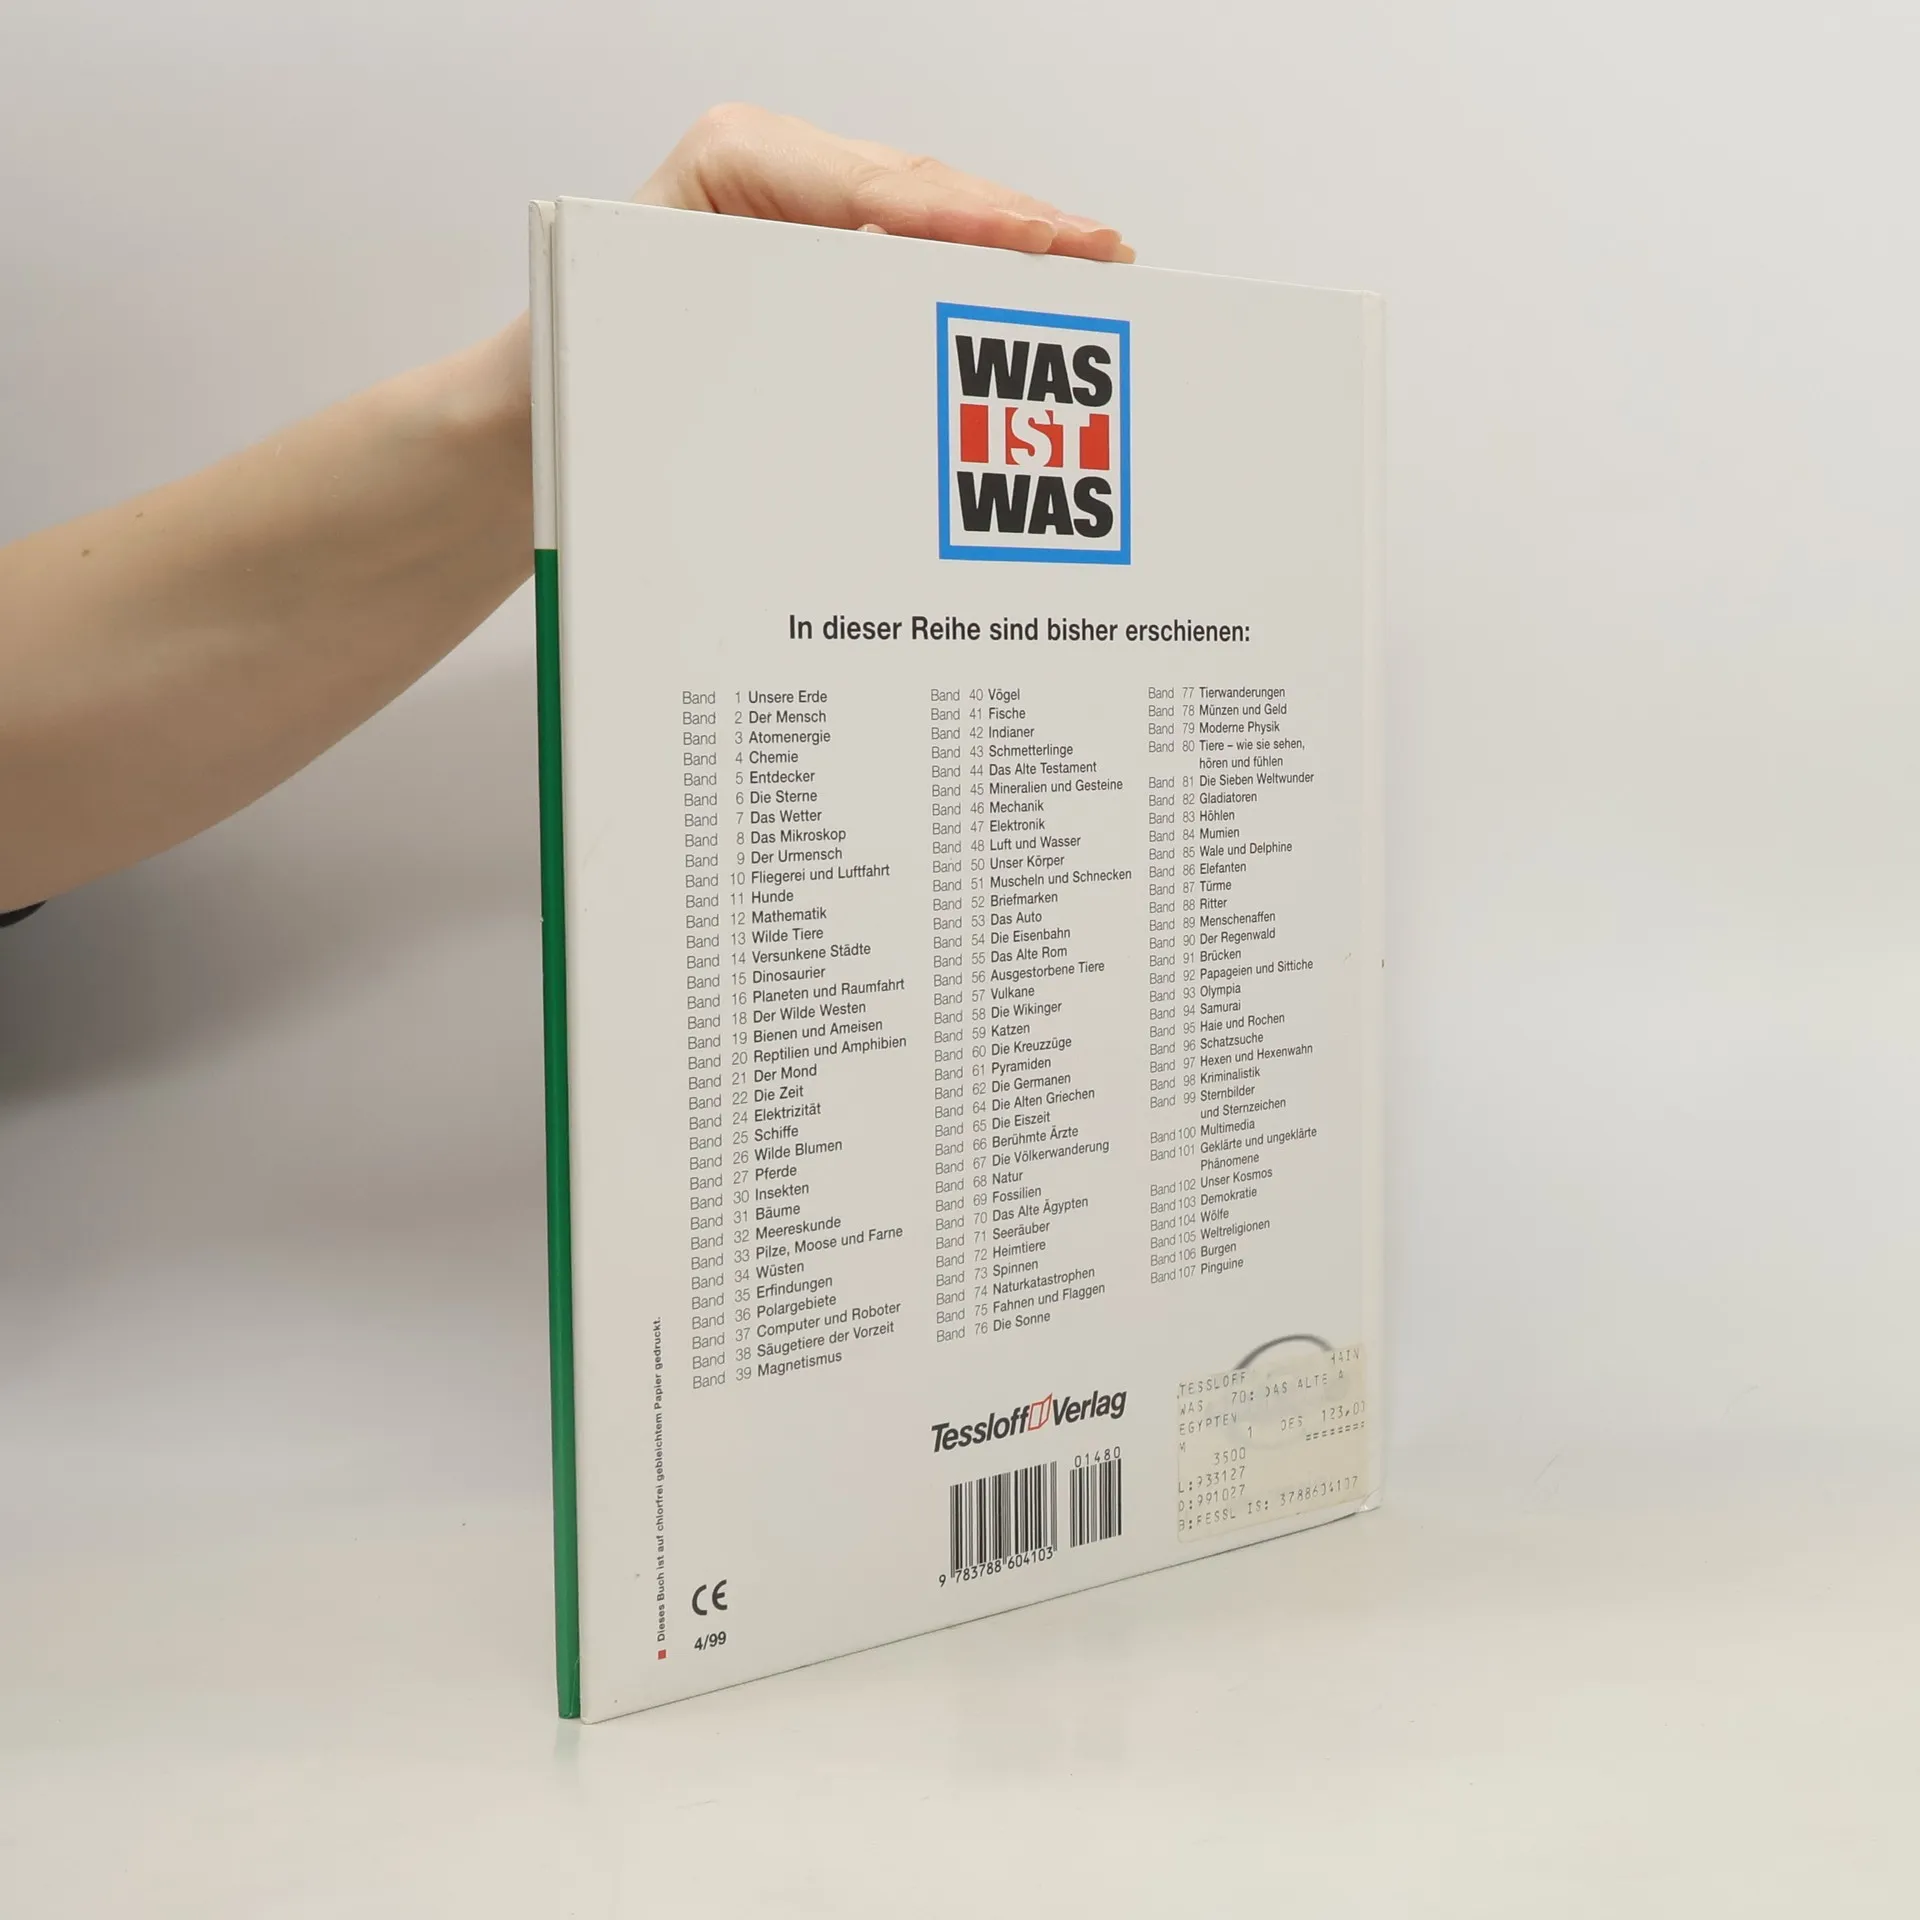 WAS
IST
WAS
In dieser Reihe sind bisher erschienen:
Band 1 Unsere Erde
Band 2 Der Mensch
Band 3 Atomenergie
Band 4 Chemie
Band 5 Entdecker
Band 6 Die Sterne
Band 7 Das Wetter
Band 8 Das Mikroskop
Band 9 Der Urmensch
Band 10 Fliegerei und Luftfahrt
Band 11 Hunde
Band 12 Mathematik
Band 13 Wilde Tiere
Band 14 Versunkene Städte
Band 15 Dinosaurier
Band 16 Planeten und Raumfahrt
Band 18 Der Wilde Westen
Band 19 Bienen und Ameisen
Band 20 Reptilien und Amphibien
Band 21 Der Mond
Band 22 Die Zeit
Band 24 Elektrizität
Band 25 Schiffe
Band 26 Wilde Blumen
Band 27 Pferde
Band 30 Insekten
Band 31 Bäume
Band 32 Meereskunde
Band 33 Pilze, Moose und Farne
Band 34 Wüsten
Band 35 Erfindungen
Band 36 Polargebiete
Band 37 Computer und Roboter
Band 38 Säugetiere der Vorzeit
Band 39 Magnetismus
Band 40 Vögel
Band 41 Fische
Band 42 Indianer
Band 43 Schmetterlinge
Band 44 Das Alte Testament
Band 45 Mineralien und Gesteine
Band 46 Mechanik
Band 47 Elektronik
Band 48 Luft und Wasser
Band 50 Unser Körper
Band 51 Muscheln und Schnecken
Band 52 Briefmarken
Band 53 Das Auto
Band 54 Die Eisenbahn
Band 55 Das Alte Rom
Band 56 Ausgestorbene Tiere
Band 57 Vulkane
Band 58 Die Wikinger
Band 59 Katzen
Band 60 Die Kreuzzüge
Band 61 Pyramiden
Band 62 Die Germanen
Band 64 Die Alten Griechen
Band 65 Die Eiszeit
Band 66 Berühmte Ärzte
Band 67 Die Völkerwanderung
Band 68 Natur
Band 69 Fossilien
Band 70 Das Alte Ägypten
Band 71 Seeräuber
Band 72 Heimtiere
Band 73 Spinnen
Band 74 Naturkatastrophen
Band 75 Fahnen und Flaggen
Band 76 Die Sonne
Band 77 Tierwanderungen
Band 78 Münzen und Geld
Band 79 Moderne Physik
Band 80 Tiere – wie sie sehen,
hören und fühlen
Band 81 Die Sieben Weltwunder
Band 82 Gladiatoren
Band 83 Höhlen
Band 84 Mumien
Band 85 Wale und Delphine
Band 86 Elefanten
Band 87 Türme
Band 88 Ritter
Band 89 Menschenaffen
Band 90 Der Regenwald
Band 91 Brücken
Band 92 Papageien und Sittiche
Band 93 Olympia
Band 94 Samurai
Band 95 Haie und Rochen
Band 96 Schatzsuche
Band 97 Hexen und Hexenwahn
Band 98 Kriminalistik
Band 99 Sternbilder
und Sternzeichen
Band 100 Multimedia
Band 101 Geklärte und ungeklärte
Phänomene
Band 102 Unser Kosmos
Band 103 Demokratie
Band 104 Wölfe
Band 105 Weltreligionen
Band 106 Burgen
Band 107 Pinguine
Dieses Buch ist auf chlorfrei gebleichtem Papier gedruckt.
CE
4/99
Tessloff Verlag
01480
9 783788 604103
TESSLOFF
WAS 70: DAS ALTE A
EGYPTEN
1
3500